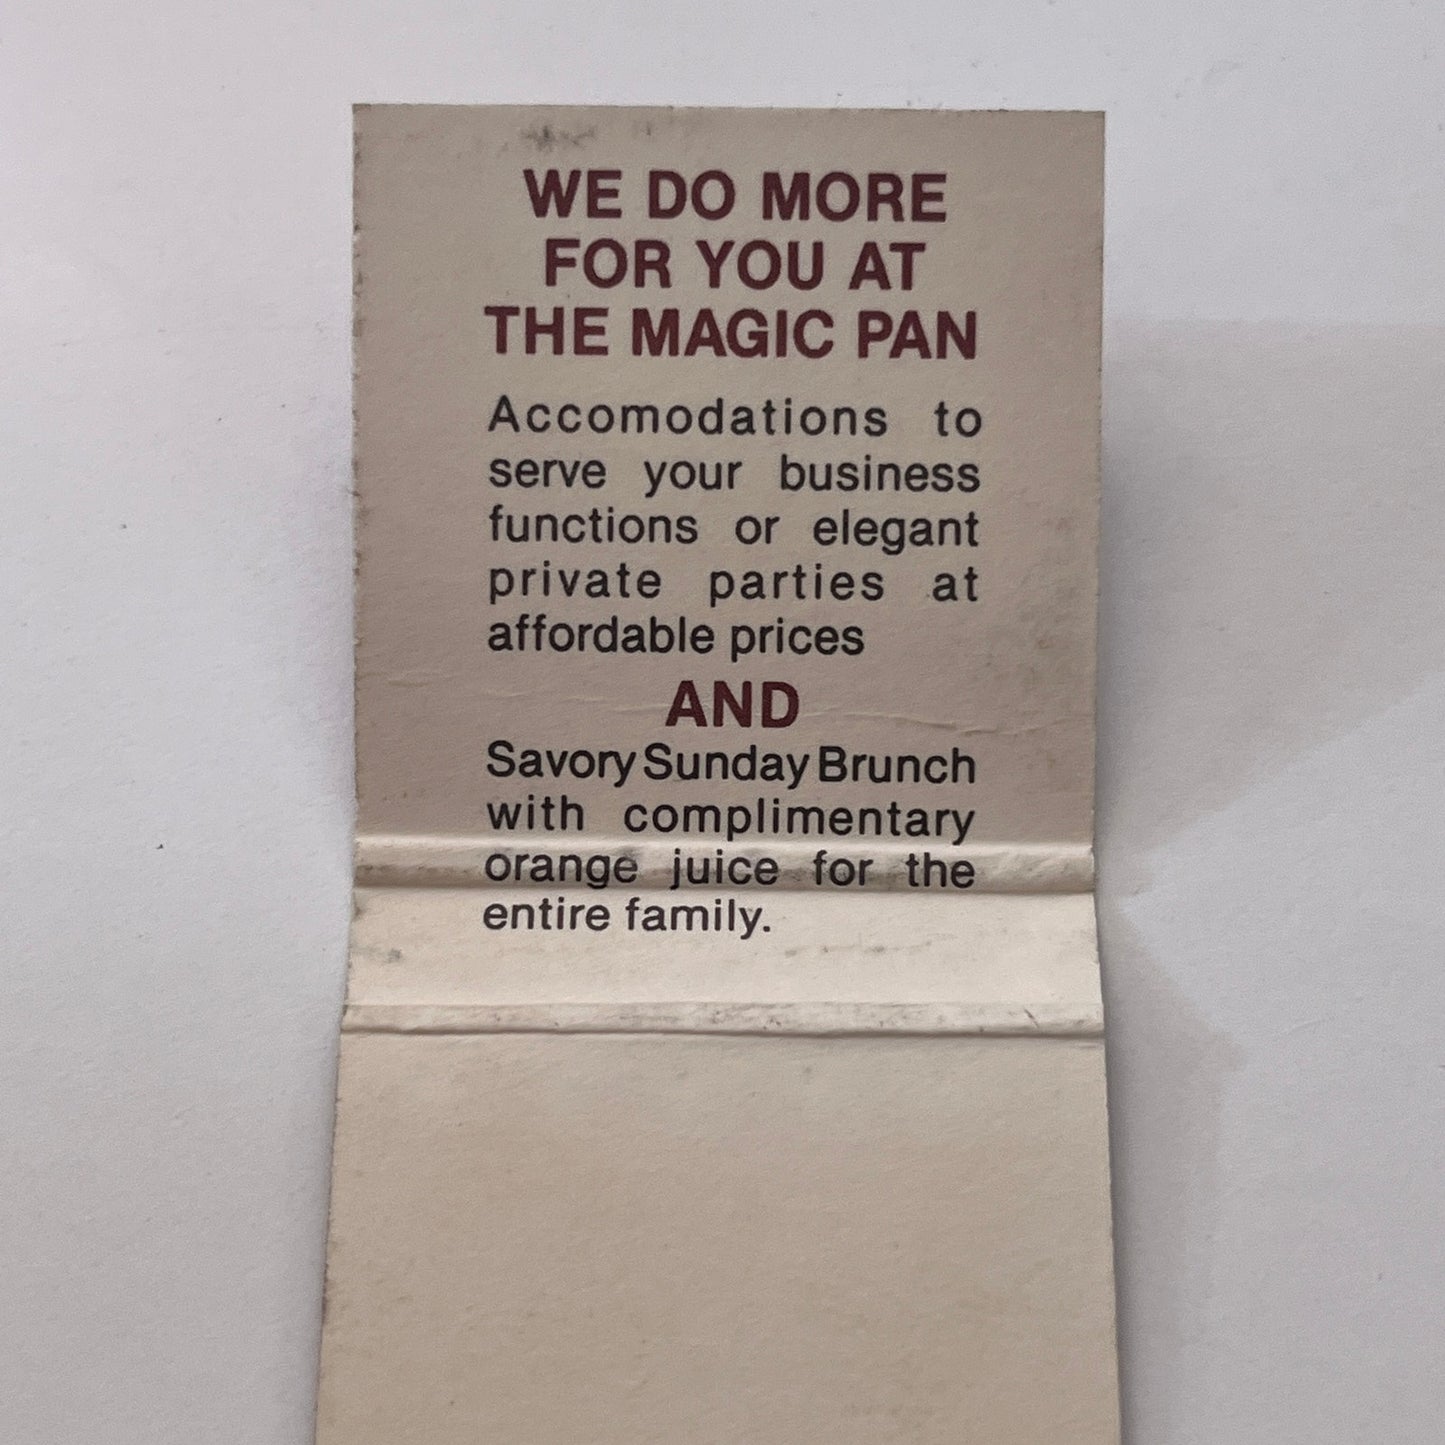 WE DO MORE
FOR YOU AT
THE MAGIC PAN
Accomodations to
serve your business
functions or elegant
private parties at
affordable prices
AND
Savory Sunday Brunch
with complimentary
orange juice for the
entire family.